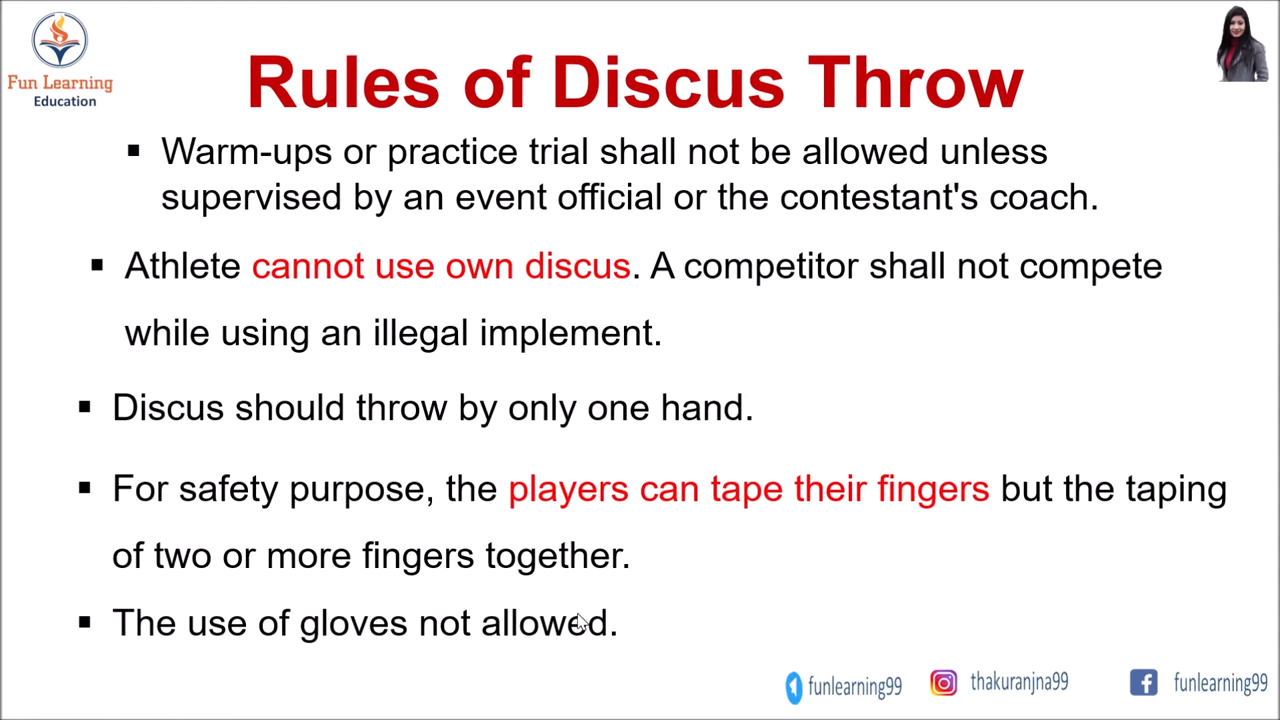 Fun Learning
Education
Rules of Discus Throw
▪ Warm-ups or practice trial shall not be allowed unless
supervised by an event official or the contestant's coach.
▪ Athlete cannot use own discus. A competitor shall not compete
while using an illegal implement.
▪ Discus should throw by only one hand.
▪ For safety purpose, the players can tape their fingers but the taping
of two or more fingers together.
▪ The use of gloves not allowed.
funlearning99 thakuranjna99 funlearning99